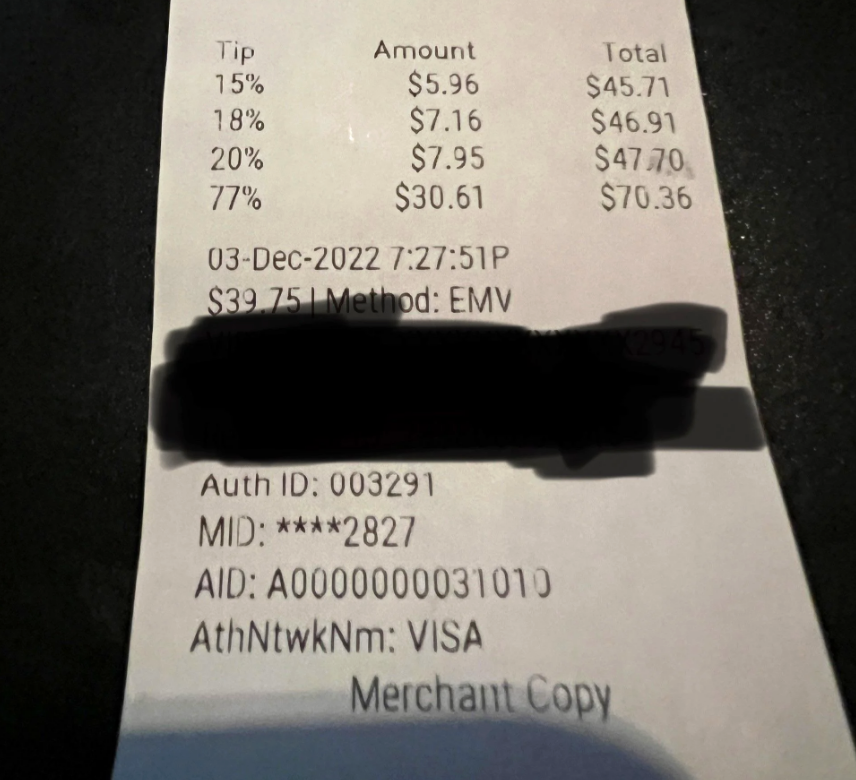 Tip Amount Total
15% $5.96 $45.71
18% $7.16 $46.91
20% $7.95 $47.70
77% $30.61 $70.36
03-Dec-2022 7:27:51P
$39.75 | Method: EMV
Auth ID: 003291
MID: ****2827
AID: A0000000031010
AthNtwkNm: VISA
Merchant Copy